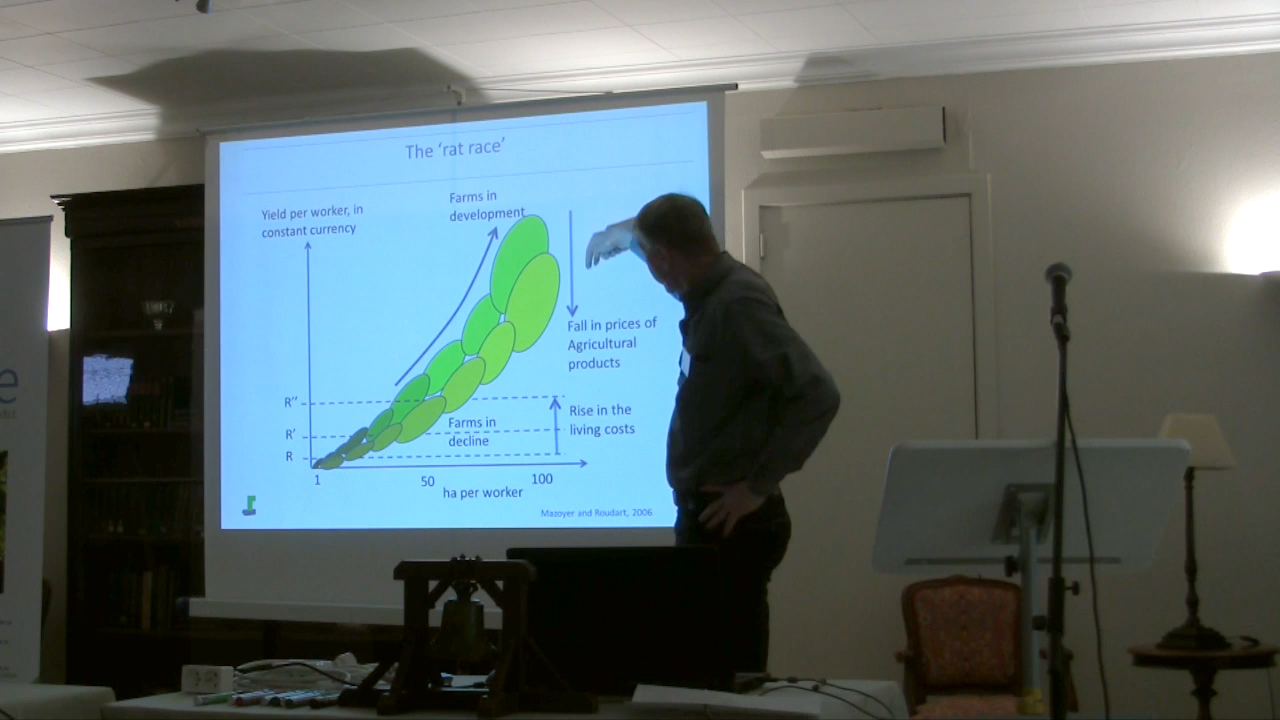 The ‘rat race’
Yield per worker, in
constant currency
Farms in
development
Fall in prices of
Agricultural
products
R’’
R’
R
Farms in
decline
Rise in the
living costs
1
50
100
ha per worker
Mazoyer and Roudart, 2006
e